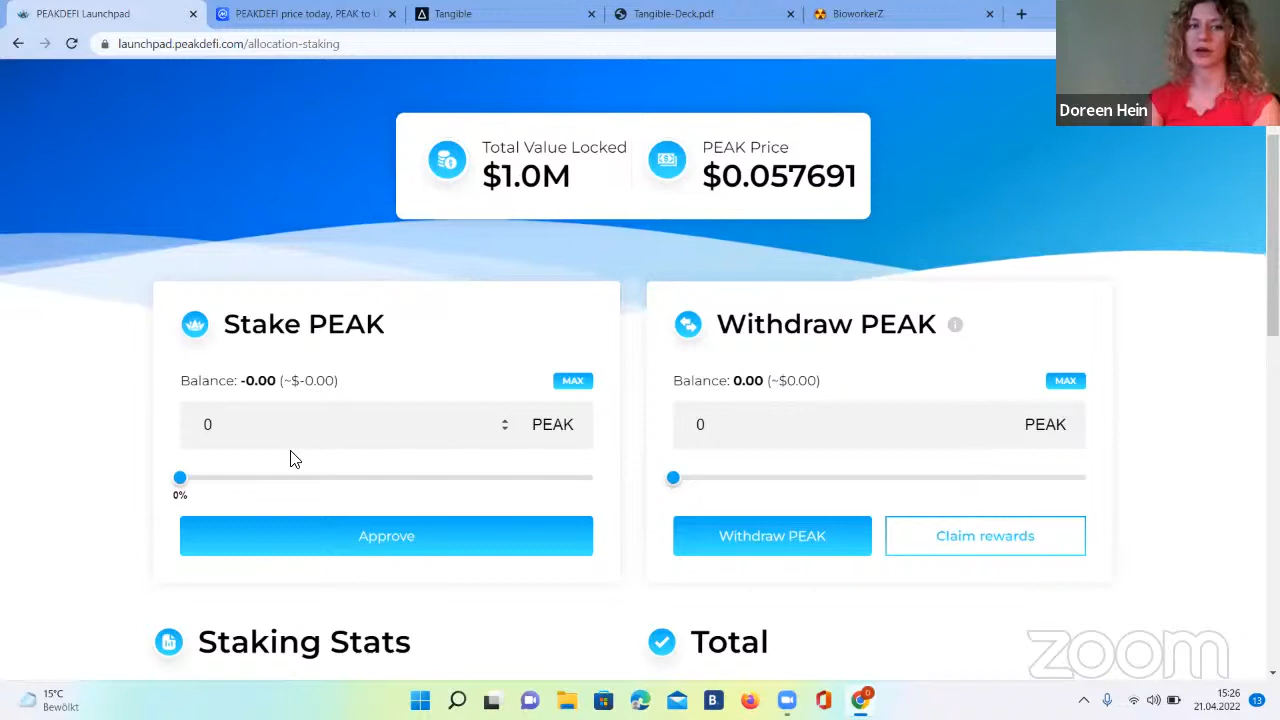 PEAKDEFI Launchpad
PEAKDEFI price today, PEAK to U
Tangible
Tangible-Deck.pdf
BioworkerZ
launchpad.peakdefi.com/allocation-staking
Doreen Hein
Total Value Locked
$1.0M
PEAK Price
$0.057691
Stake PEAK
Balance: -0.00 (~$-0.00)
MAX
0
PEAK
0%
Approve
Withdraw PEAK
Balance: 0.00 (~$0.00)
MAX
0
PEAK
Withdraw PEAK
Claim rewards
Staking Stats
Total
zoom
15°C
Bewölkt
15:26
21.04.2022
13